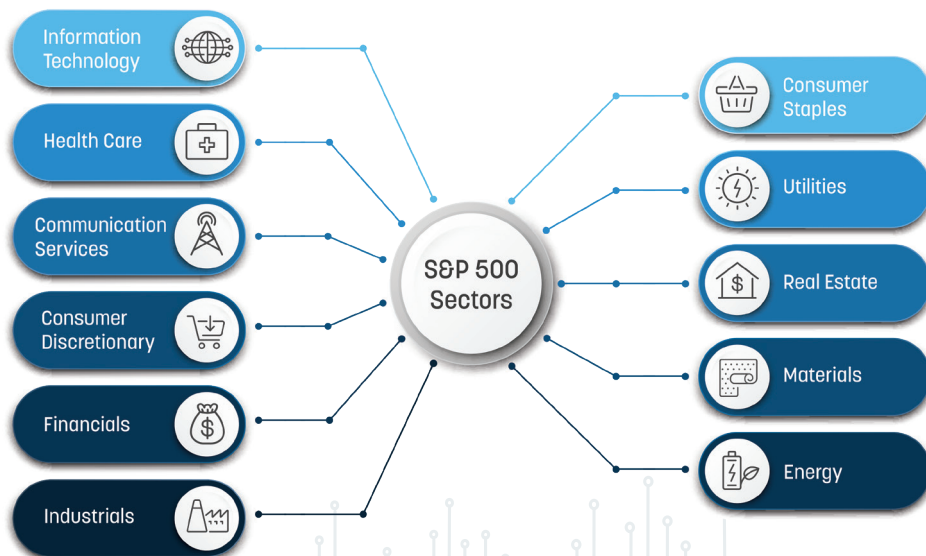 Information
Technology
Health Care
Communication
Services
Consumer
Discretionary
Financials
Industrials
S&P 500
Sectors
Consumer
Staples
Utilities
Real Estate
Materials
Energy